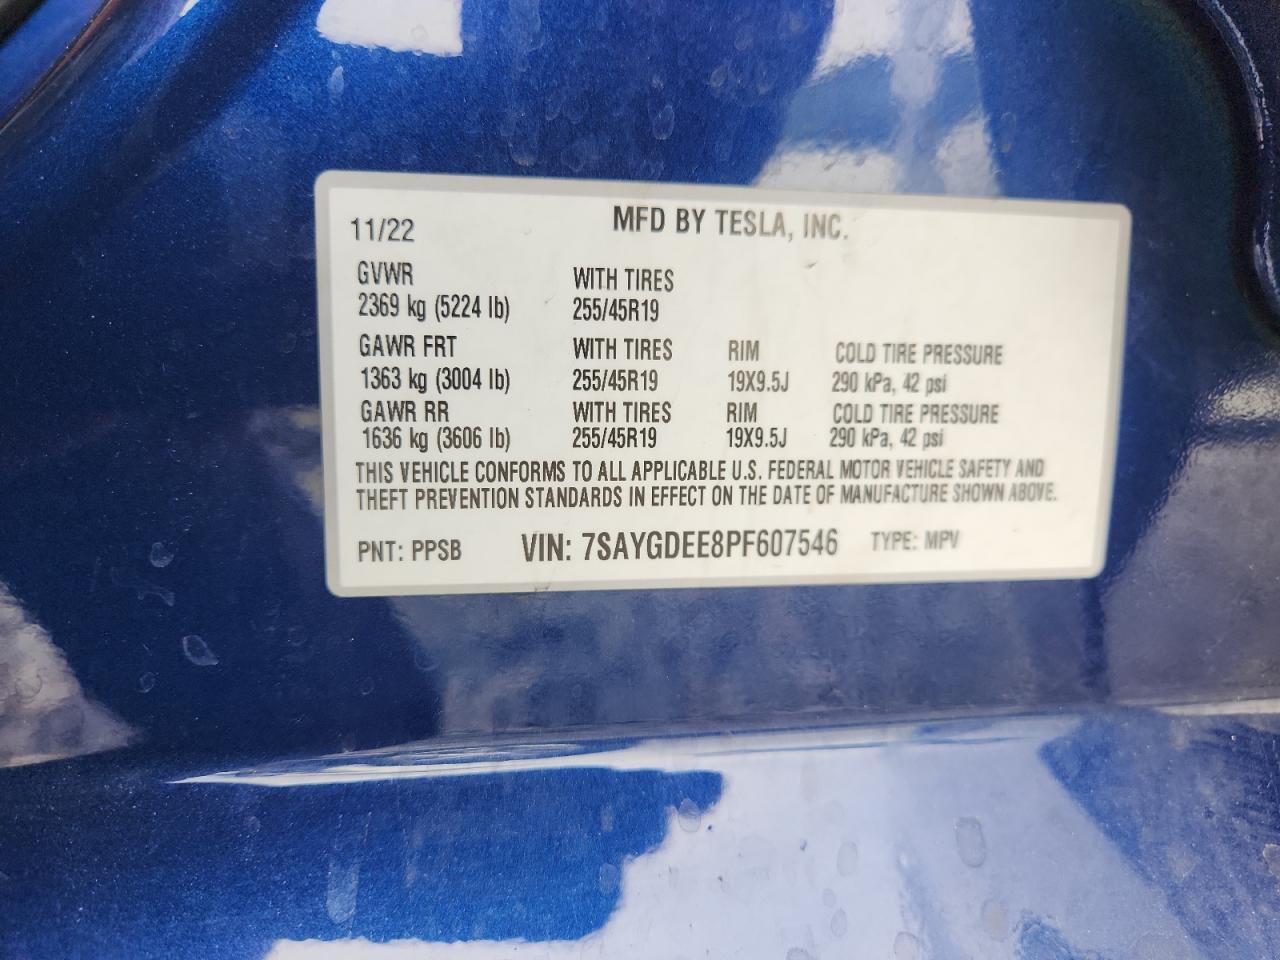 11/22 MFD BY TESLA, INC.
GVWR WITH TIRES
2369 kg (5224 lb) 255/45R19
GAWR FRT WITH TIRES RIM COLD TIRE PRESSURE
1363 kg (3004 lb) 255/45R19 19X9.5J 290 kPa, 42 psi
GAWR RR WITH TIRES RIM COLD TIRE PRESSURE
1636 kg (3606 lb) 255/45R19 19X9.5J 290 kPa, 42 psi
THIS VEHICLE CONFORMS TO ALL APPLICABLE U.S. FEDERAL MOTOR VEHICLE SAFETY AND
THEFT PREVENTION STANDARDS IN EFFECT ON THE DATE OF MANUFACTURE SHOWN ABOVE.
PNT: PPSB VIN: 7SAYGDEE8PF607546 TYPE: MPV